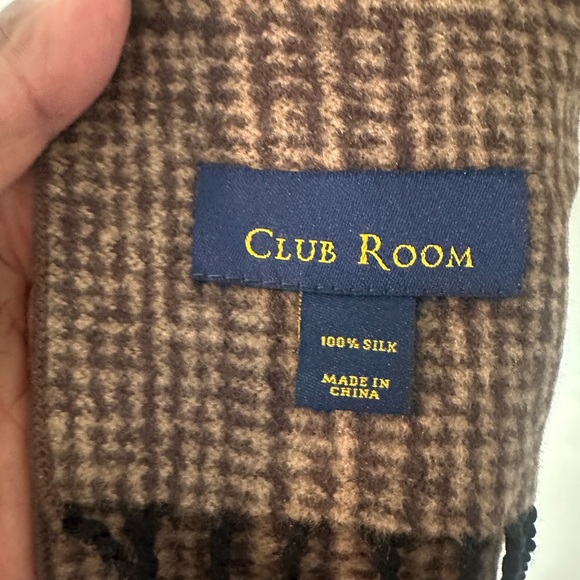 CLUB ROOM
100% SILK
MADE IN
CHINA